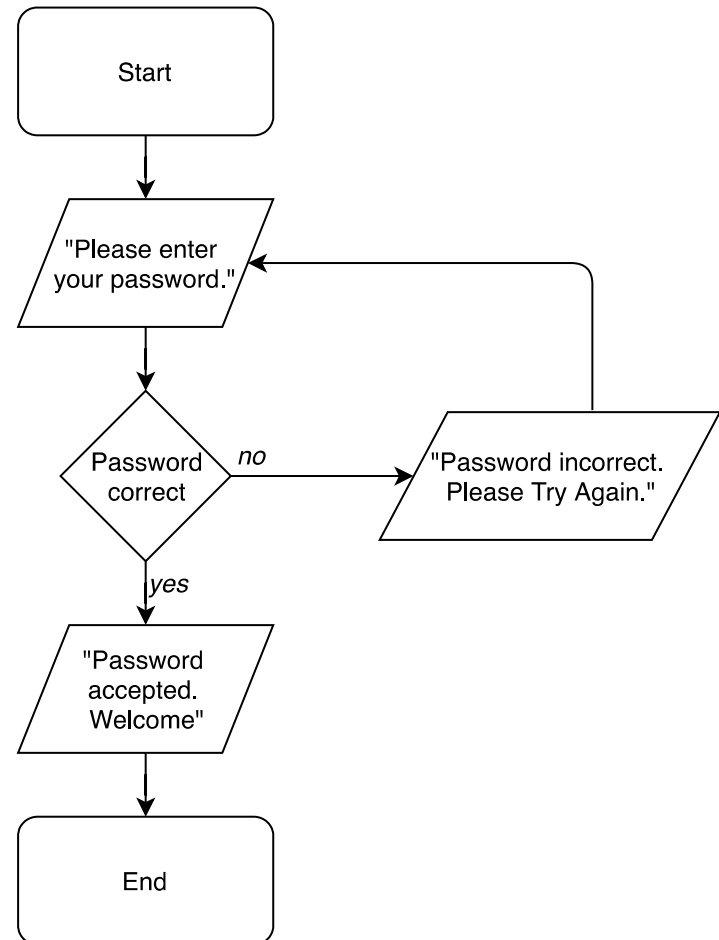 Start
"Please enter
your password."
Password
correct
no
"Password incorrect.
Please Try Again."
yes
"Password
accepted.
Welcome"
End